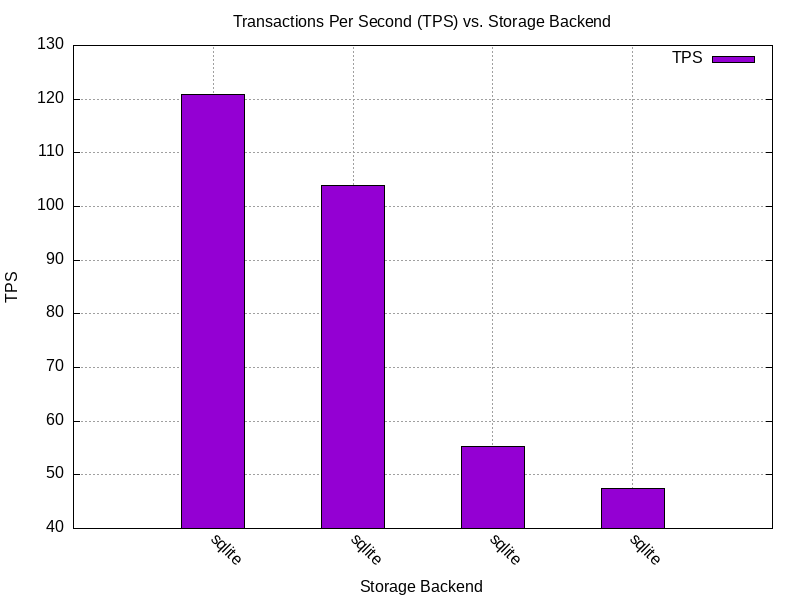 Transactions Per Second (TPS) vs. Storage Backend
TPS
130
120
110
100
90
80
70
60
50
40
TPS
sqlite
sqlite
sqlite
sqlite
Storage Backend